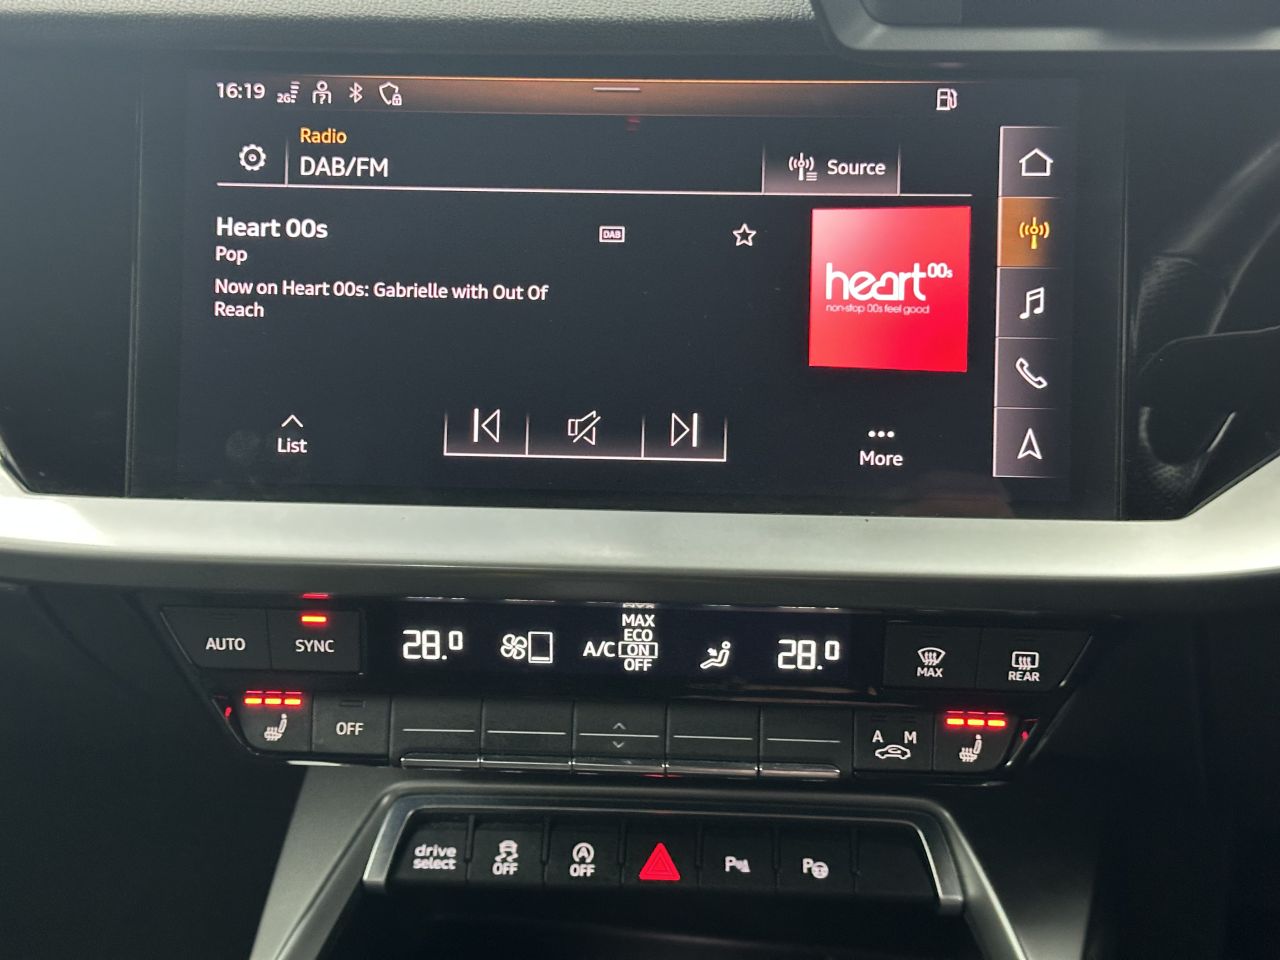 16:19
2G
Radio
DAB/FM
Source
Heart 00s
DAB
Pop
Now on Heart 00s: Gabrielle with Out Of
Reach
heart 00s
non-stop 00s feel good
List
More
AUTO
SYNC
28.0
A/C
MAX
ECO
ON
OFF
28.0
MAX
REAR
OFF
A M
drive
select
OFF
OFF
P
P